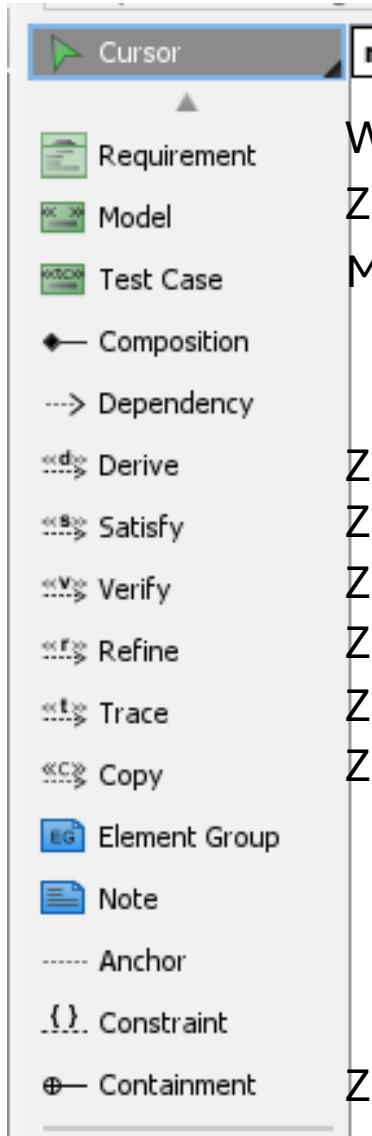 Cursor
Requirement W
Model Z
Test Case M
Composition
Dependency
«d» Derive Z
«s» Satisfy Z
«v» Verify Z
«r» Refine Z
«t» Trace Z
«c» Copy Z
EG Element Group
Note
Anchor
{} Constraint
Containment Z